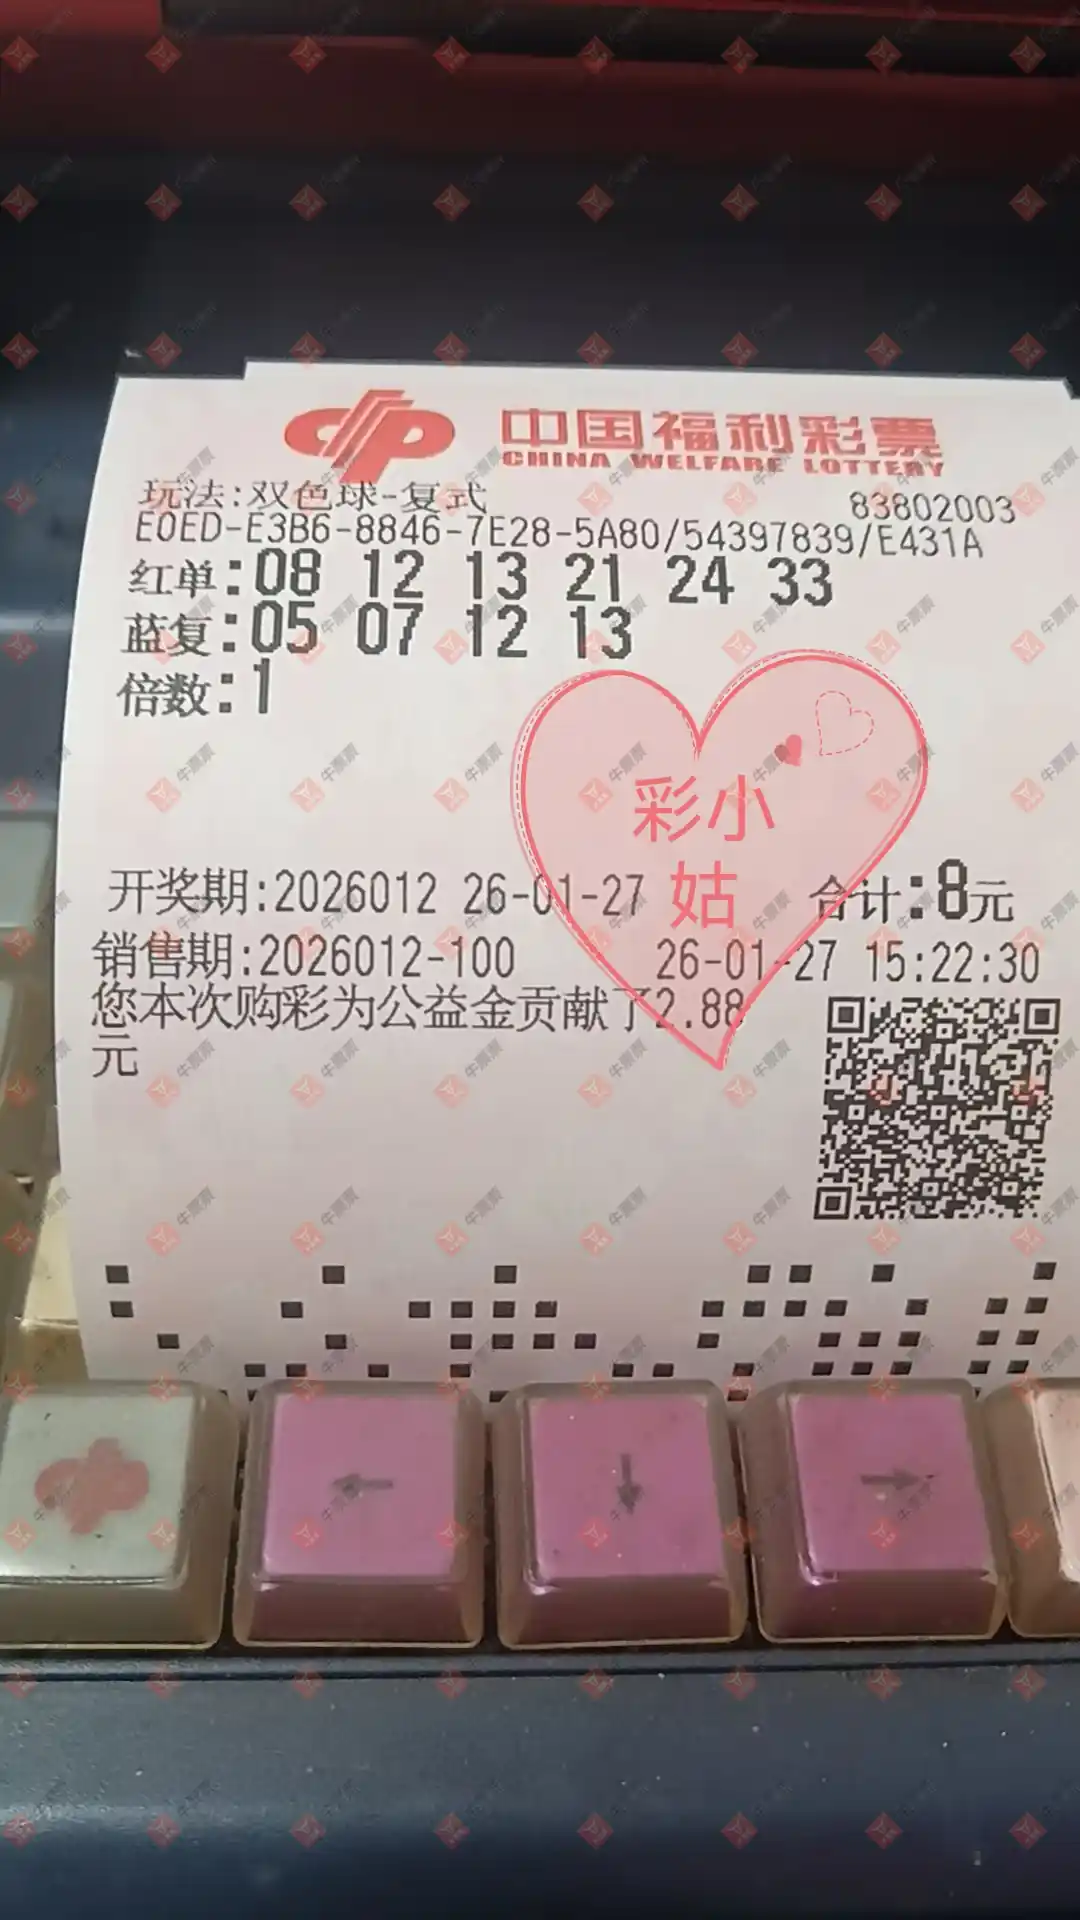 中国福利彩票
CHINA WELFARE LOTTERY
玩法:双色球-复式 83802003
E0ED-E3B6-8846-7E28-5A80/54397839/E431A
红单:08 12 13 21 24 33
蓝复:05 07 12 13
倍数:1
彩小
姑
开奖期:2026012 26-01-27 合计:8元
销售期:2026012-100 26-01-27 15:22:30
您本次购彩为公益金贡献了2.88
元
牛票票